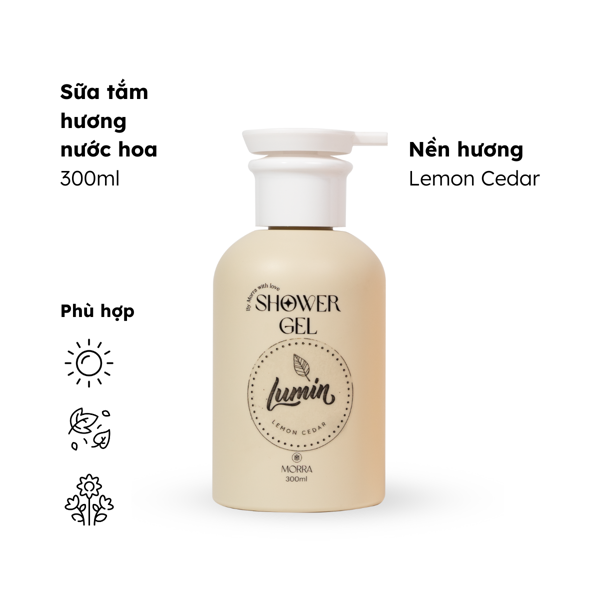 Sữa tắm
hương
nước hoa
300ml
Nền hương
Lemon Cedar
Phù hợp
By Morra with love
SHOWER
GEL
Lumin
LEMON CEDAR
MORRA
300ml